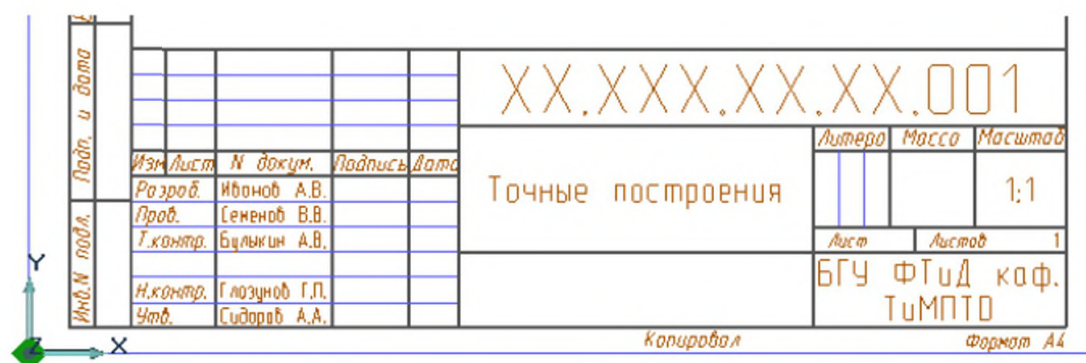 Подп. и дата
Инв.N подл.
XX.XXX.XX.XX.001
Литера Масса Масштаб
Изм Лист N докум. Подпись Дата
Разраб. Иванов А.В.
Точные построения
1:1
Пров. Семенов В.В.
Т.контр. Булыкин А.В.
Лист Листов 1
БГУ ФТиД каф.
ТиМПТО
Н.контр. Глазунов Г.П.
Утв. Сидоров А.А.
Копировал Формат А4
Y
Z X